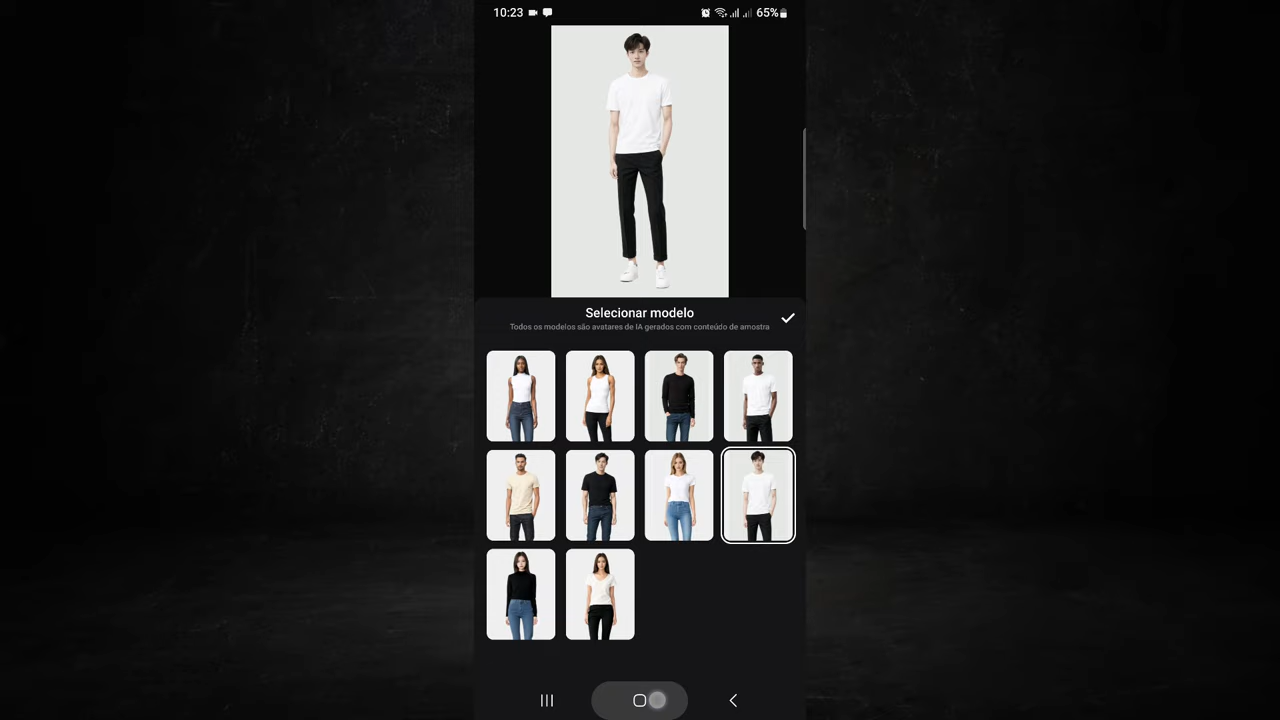 10:23
65%
Selecionar modelo
Todos os modelos são avatares de IA gerados com conteúdo de amostra